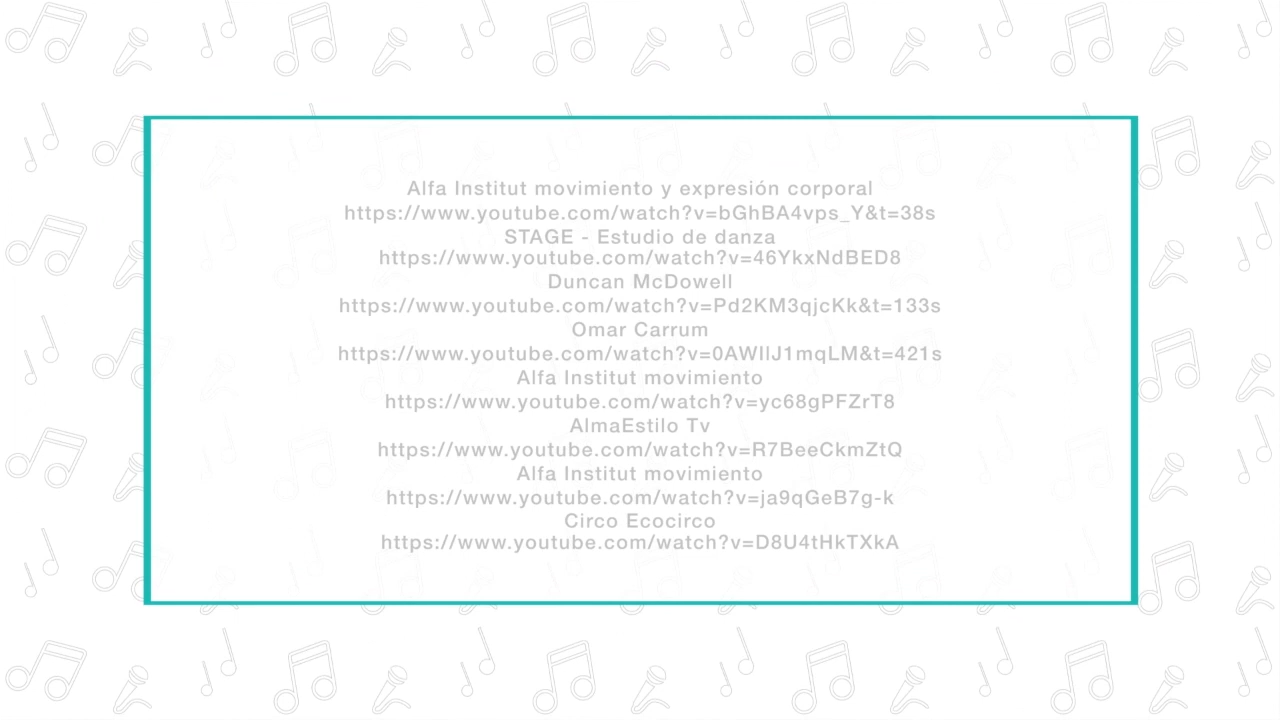 Alfa Institut movimiento y expresión corporal
https://www.youtube.com/watch?v=bGhBA4vps_Y&t=38s
STAGE - Estudio de danza
https://www.youtube.com/watch?v=46YkxNdBED8
Duncan McDowell
https://www.youtube.com/watch?v=Pd2KM3qjcKk&t=133s
Omar Carrum
https://www.youtube.com/watch?v=0AWIlJ1mqLM&t=421s
Alfa Institut movimiento
https://www.youtube.com/watch?v=yc68gPFZrT8
AlmaEstilo Tv
https://www.youtube.com/watch?v=R7BeeCkmZtQ
Alfa Institut movimiento
https://www.youtube.com/watch?v=ja9qGeB7g-k
Circo Ecocirco
https://www.youtube.com/watch?v=D8U4tHkTXkA